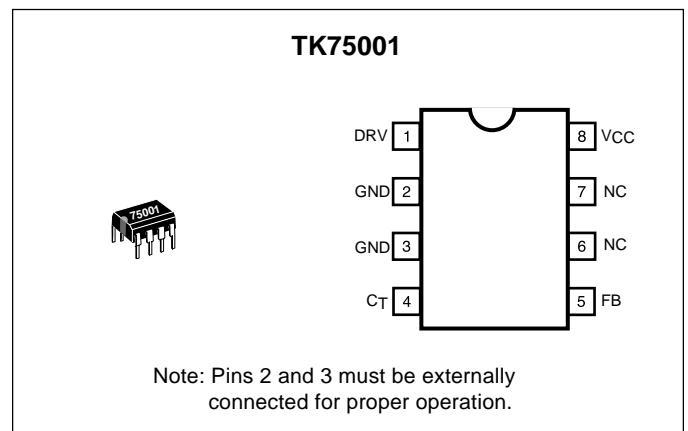 TK75001
75001
DRV 1
8 VCC
GND 2
7 NC
GND 3
6 NC
CT 4
5 FB
Note: Pins 2 and 3 must be externally
connected for proper operation.